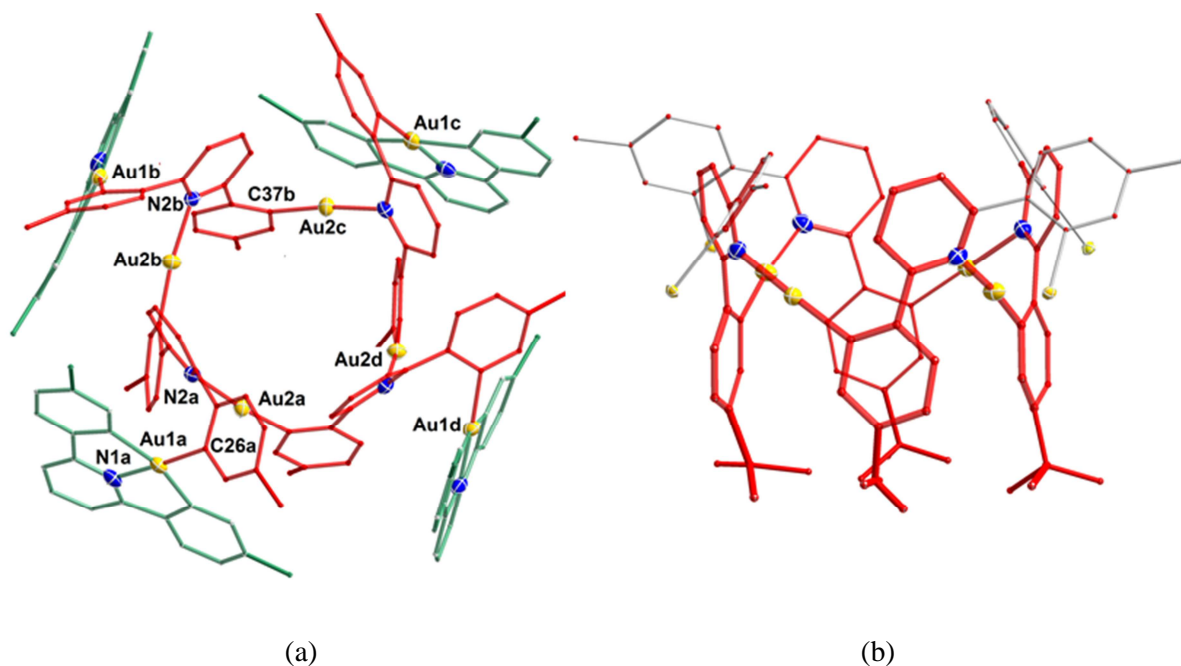 Au1c
Au1b
C37b
N2b
Au2c
Au2b
Au2d
N2a
Au2a
Au1a
Au1d
N1a
C26a
(a)
(b)